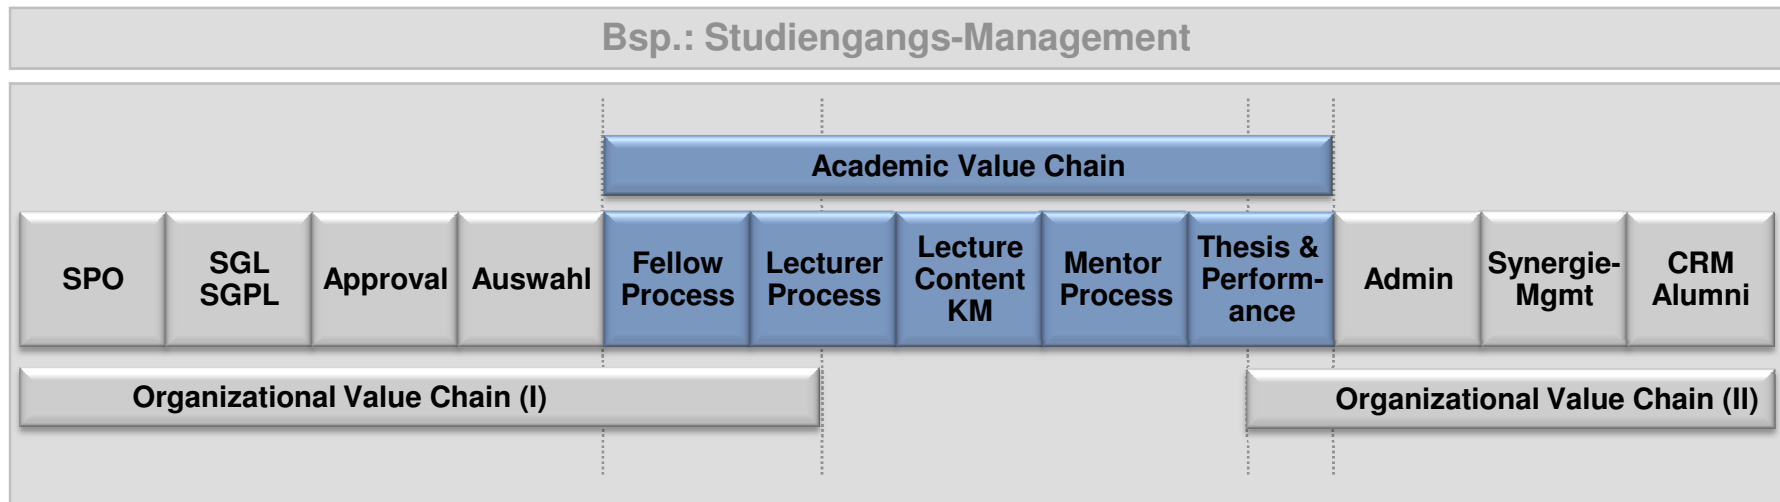 Bsp.: Studiengangs-Management
Academic Value Chain
SPO
SGL
SGPL
Approval
Auswahl
Fellow
Process
Lecturer
Process
Lecture
Content
KM
Mentor
Process
Thesis &
Perform-
ance
Admin
Synergie-
Mgmt
CRM
Alumni
Organizational Value Chain (I)
Organizational Value Chain (II)